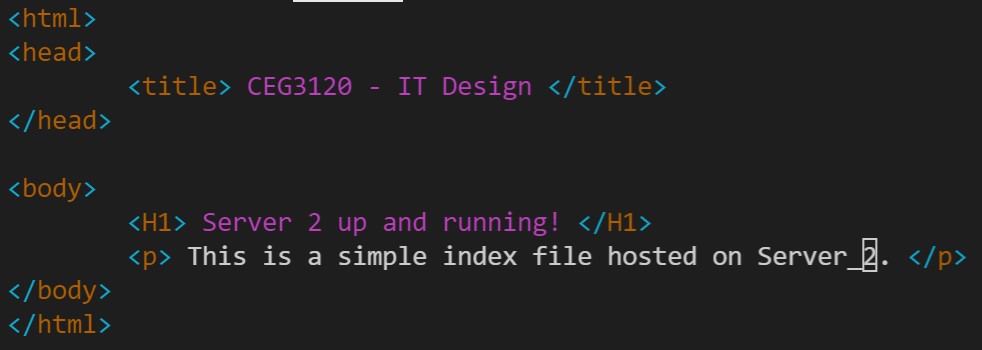 <html>
<head>
<title> CEG3120 - IT Design </title>
</head>
<body>
<H1> Server 2 up and running! </H1>
<p> This is a simple index file hosted on Server_2. </p>
</body>
</html>